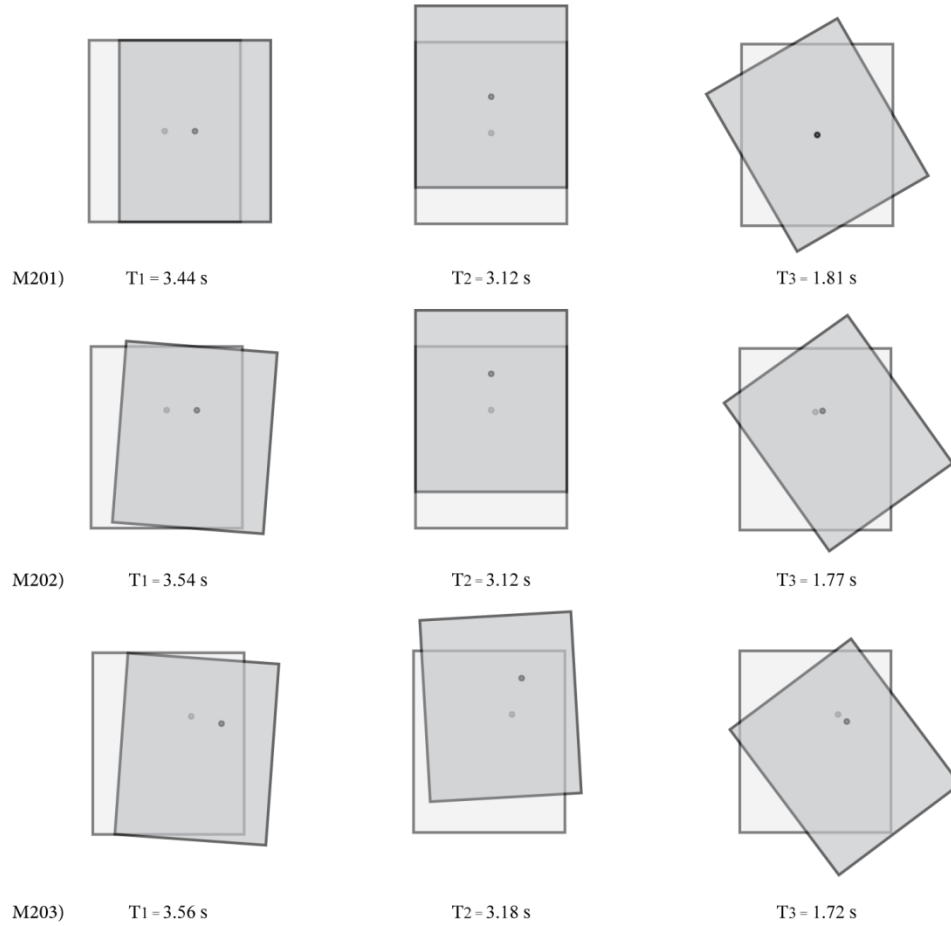 M201) T1 = 3.44 s T2 = 3.12 s T3 = 1.81 s
M202) T1 = 3.54 s T2 = 3.12 s T3 = 1.77 s
M203) T1 = 3.56 s T2 = 3.18 s T3 = 1.72 s